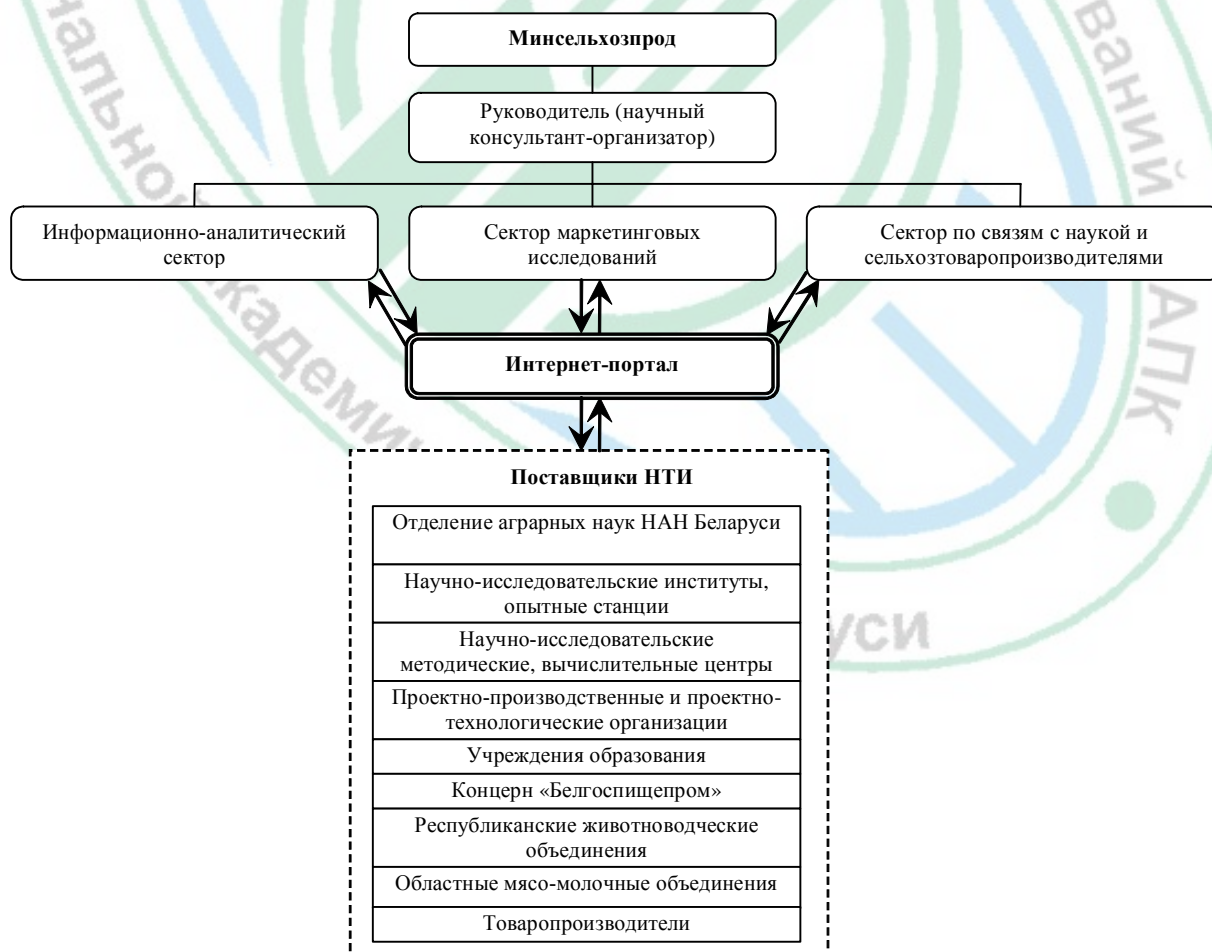 Минсельхозпрод
Руководитель (научный
консультант-организатор)
Информационно-аналитический
сектор
Сектор маркетинговых
исследований
Сектор по связям с наукой и
сельхозтоваропроизводителями
Интернет-портал
Поставщики НТИ
Отделение аграрных наук НАН Беларуси
Научно-исследовательские институты,
опытные станции
Научно-исследовательские
методические, вычислительные центры
Проектно-производственные и проектно-
технологические организации
Учреждения образования
Концерн «Белгоспищепром»
Республиканские животноводческие
объединения
Областные мясо-молочные объединения
Товаропроизводители
АПК